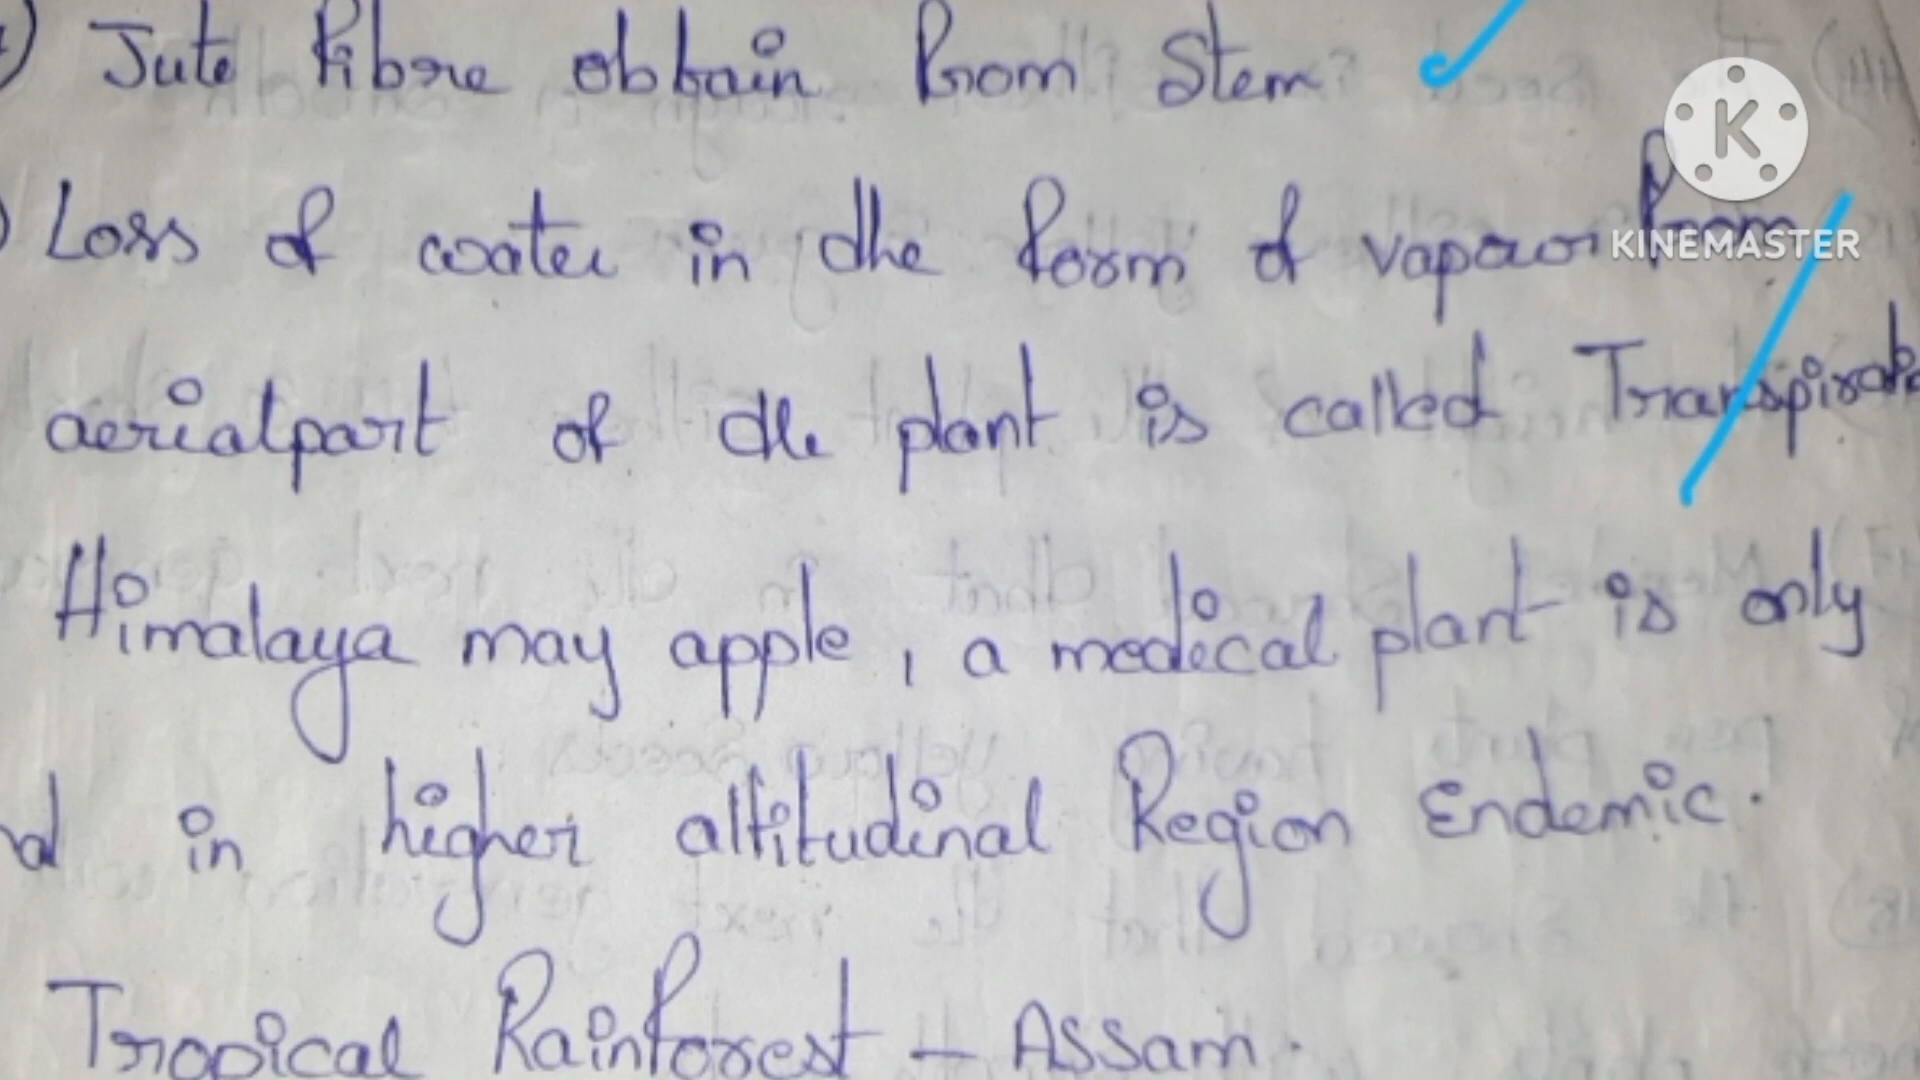 Jute fibre obtain from Stem
Loss of water in the form of vapour from
KINEMASTER
aerialpart of the plant is called Transpirati
Himalaya may apple, a medical plant is only
in higher altitudinal Region Endemic.
Tropical Rainforest - Assam.